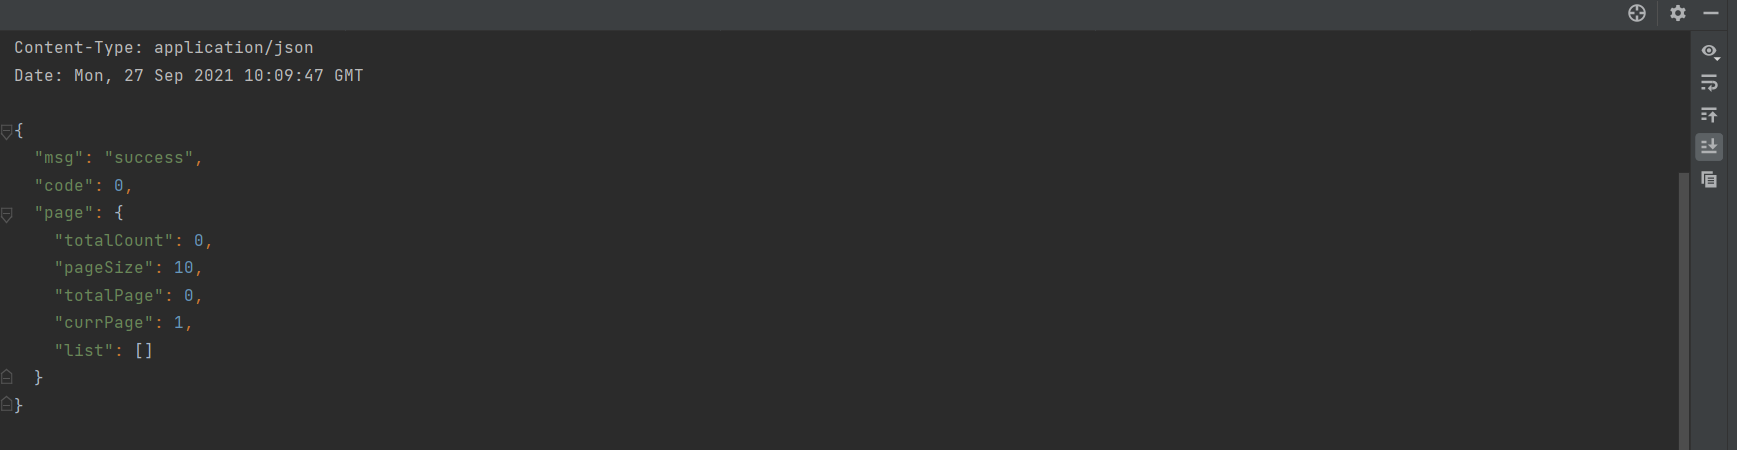 Content-Type: application/json
Date: Mon, 27 Sep 2021 10:09:47 GMT
{
  "msg": "success",
  "code": 0,
  "page": {
    "totalCount": 0,
    "pageSize": 10,
    "totalPage": 0,
    "currPage": 1,
    "list": []
  }
}